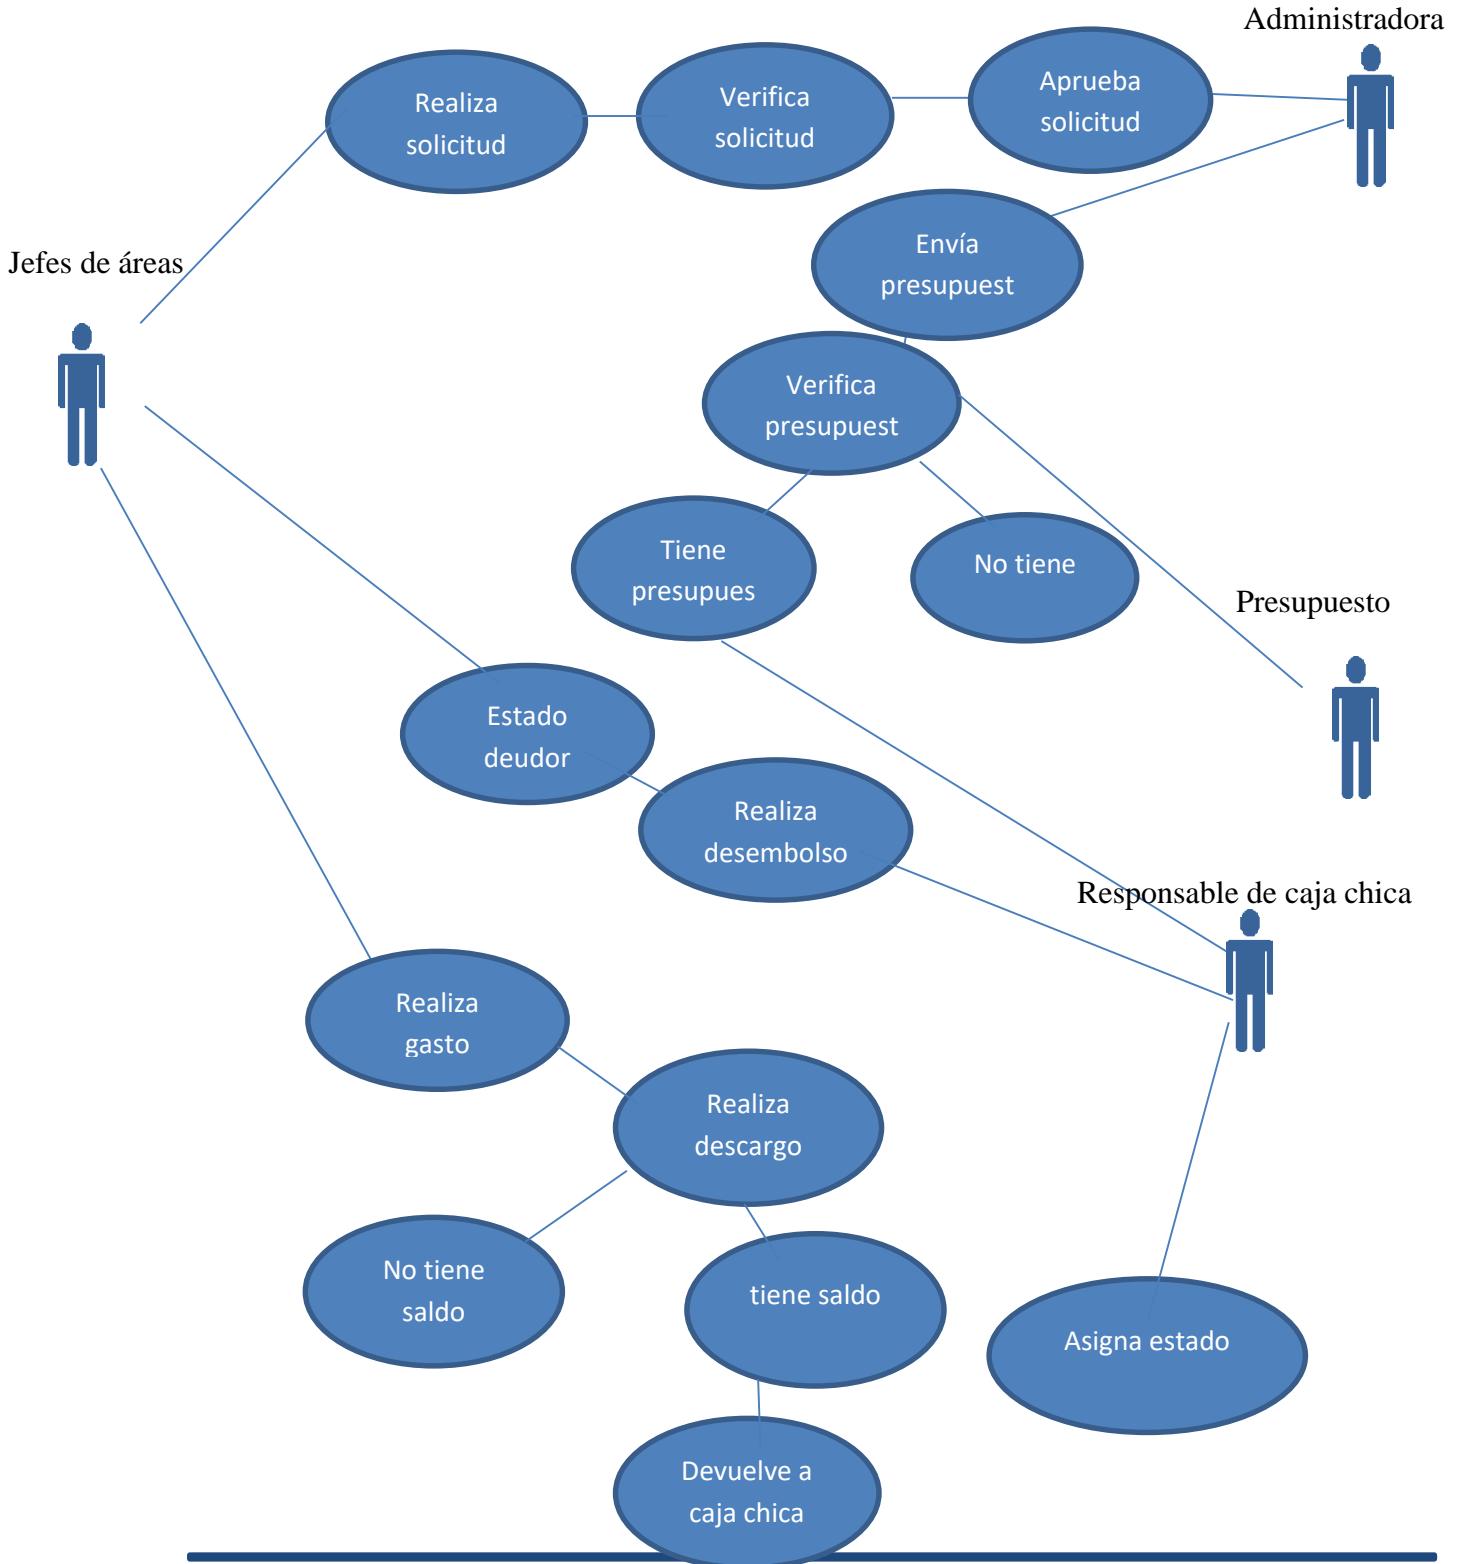 Administradora
Realiza
solicitud
Verifica
solicitud
Aprueba
solicitud
Envía
presupuest
Jefes de áreas
Verifica
presupuest
Tiene
presupues
No tiene
Presupuesto
Estado
deudor
Realiza
desembolso
Responsable de caja chica
Realiza
gasto
Realiza
descargo
No tiene
saldo
tiene saldo
Asigna estado
Devuelve a
caja chica